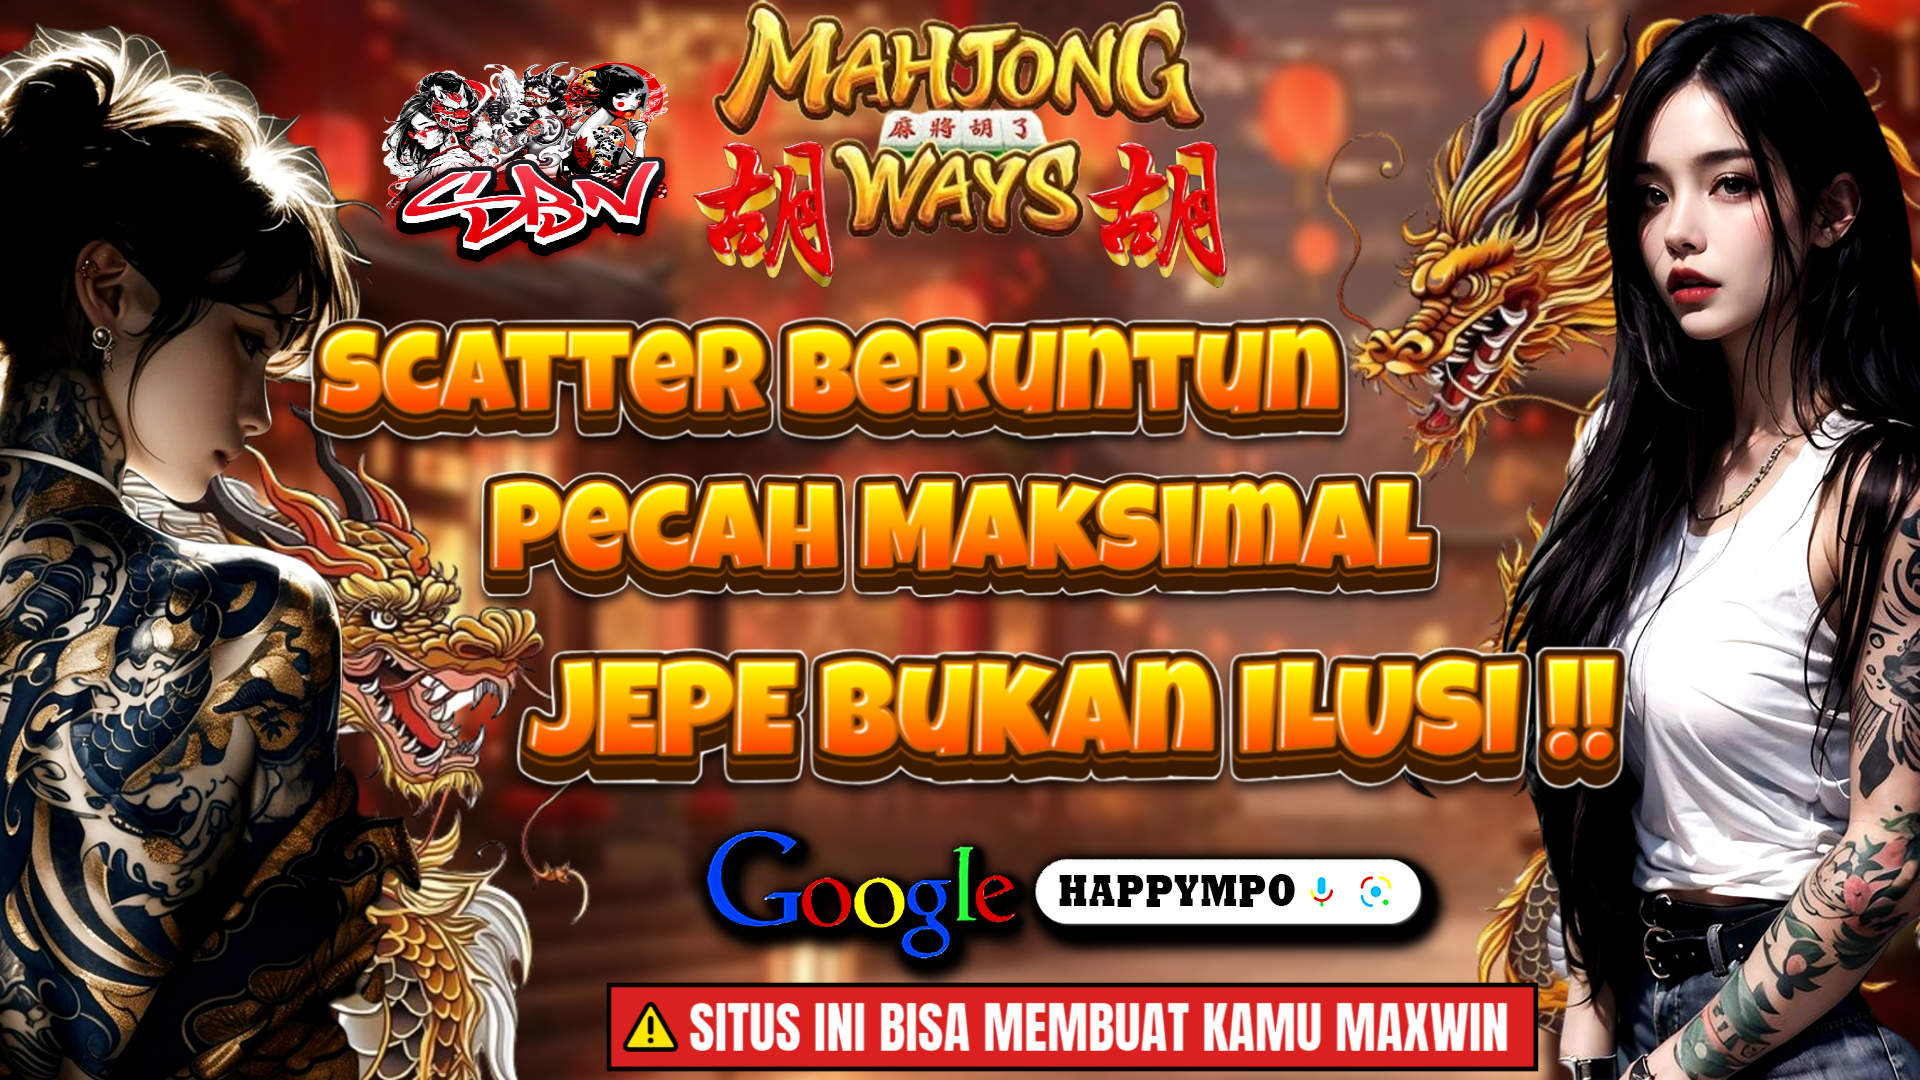 SBN
MAHJONG
麻將胡了
胡 WAYS 胡
SCATTER BERUNTUN
PECAH MAKSIMAL
JEPE BUKAN ILUSI !!
Google HAPPYMPO
SITUS INI BISA MEMBUAT KAMU MAXWIN